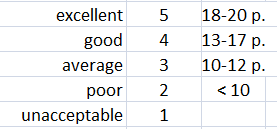 excellent 5 18-20 p.
good 4 13-17 p.
average 3 10-12 p.
poor 2 < 10
unacceptable 1